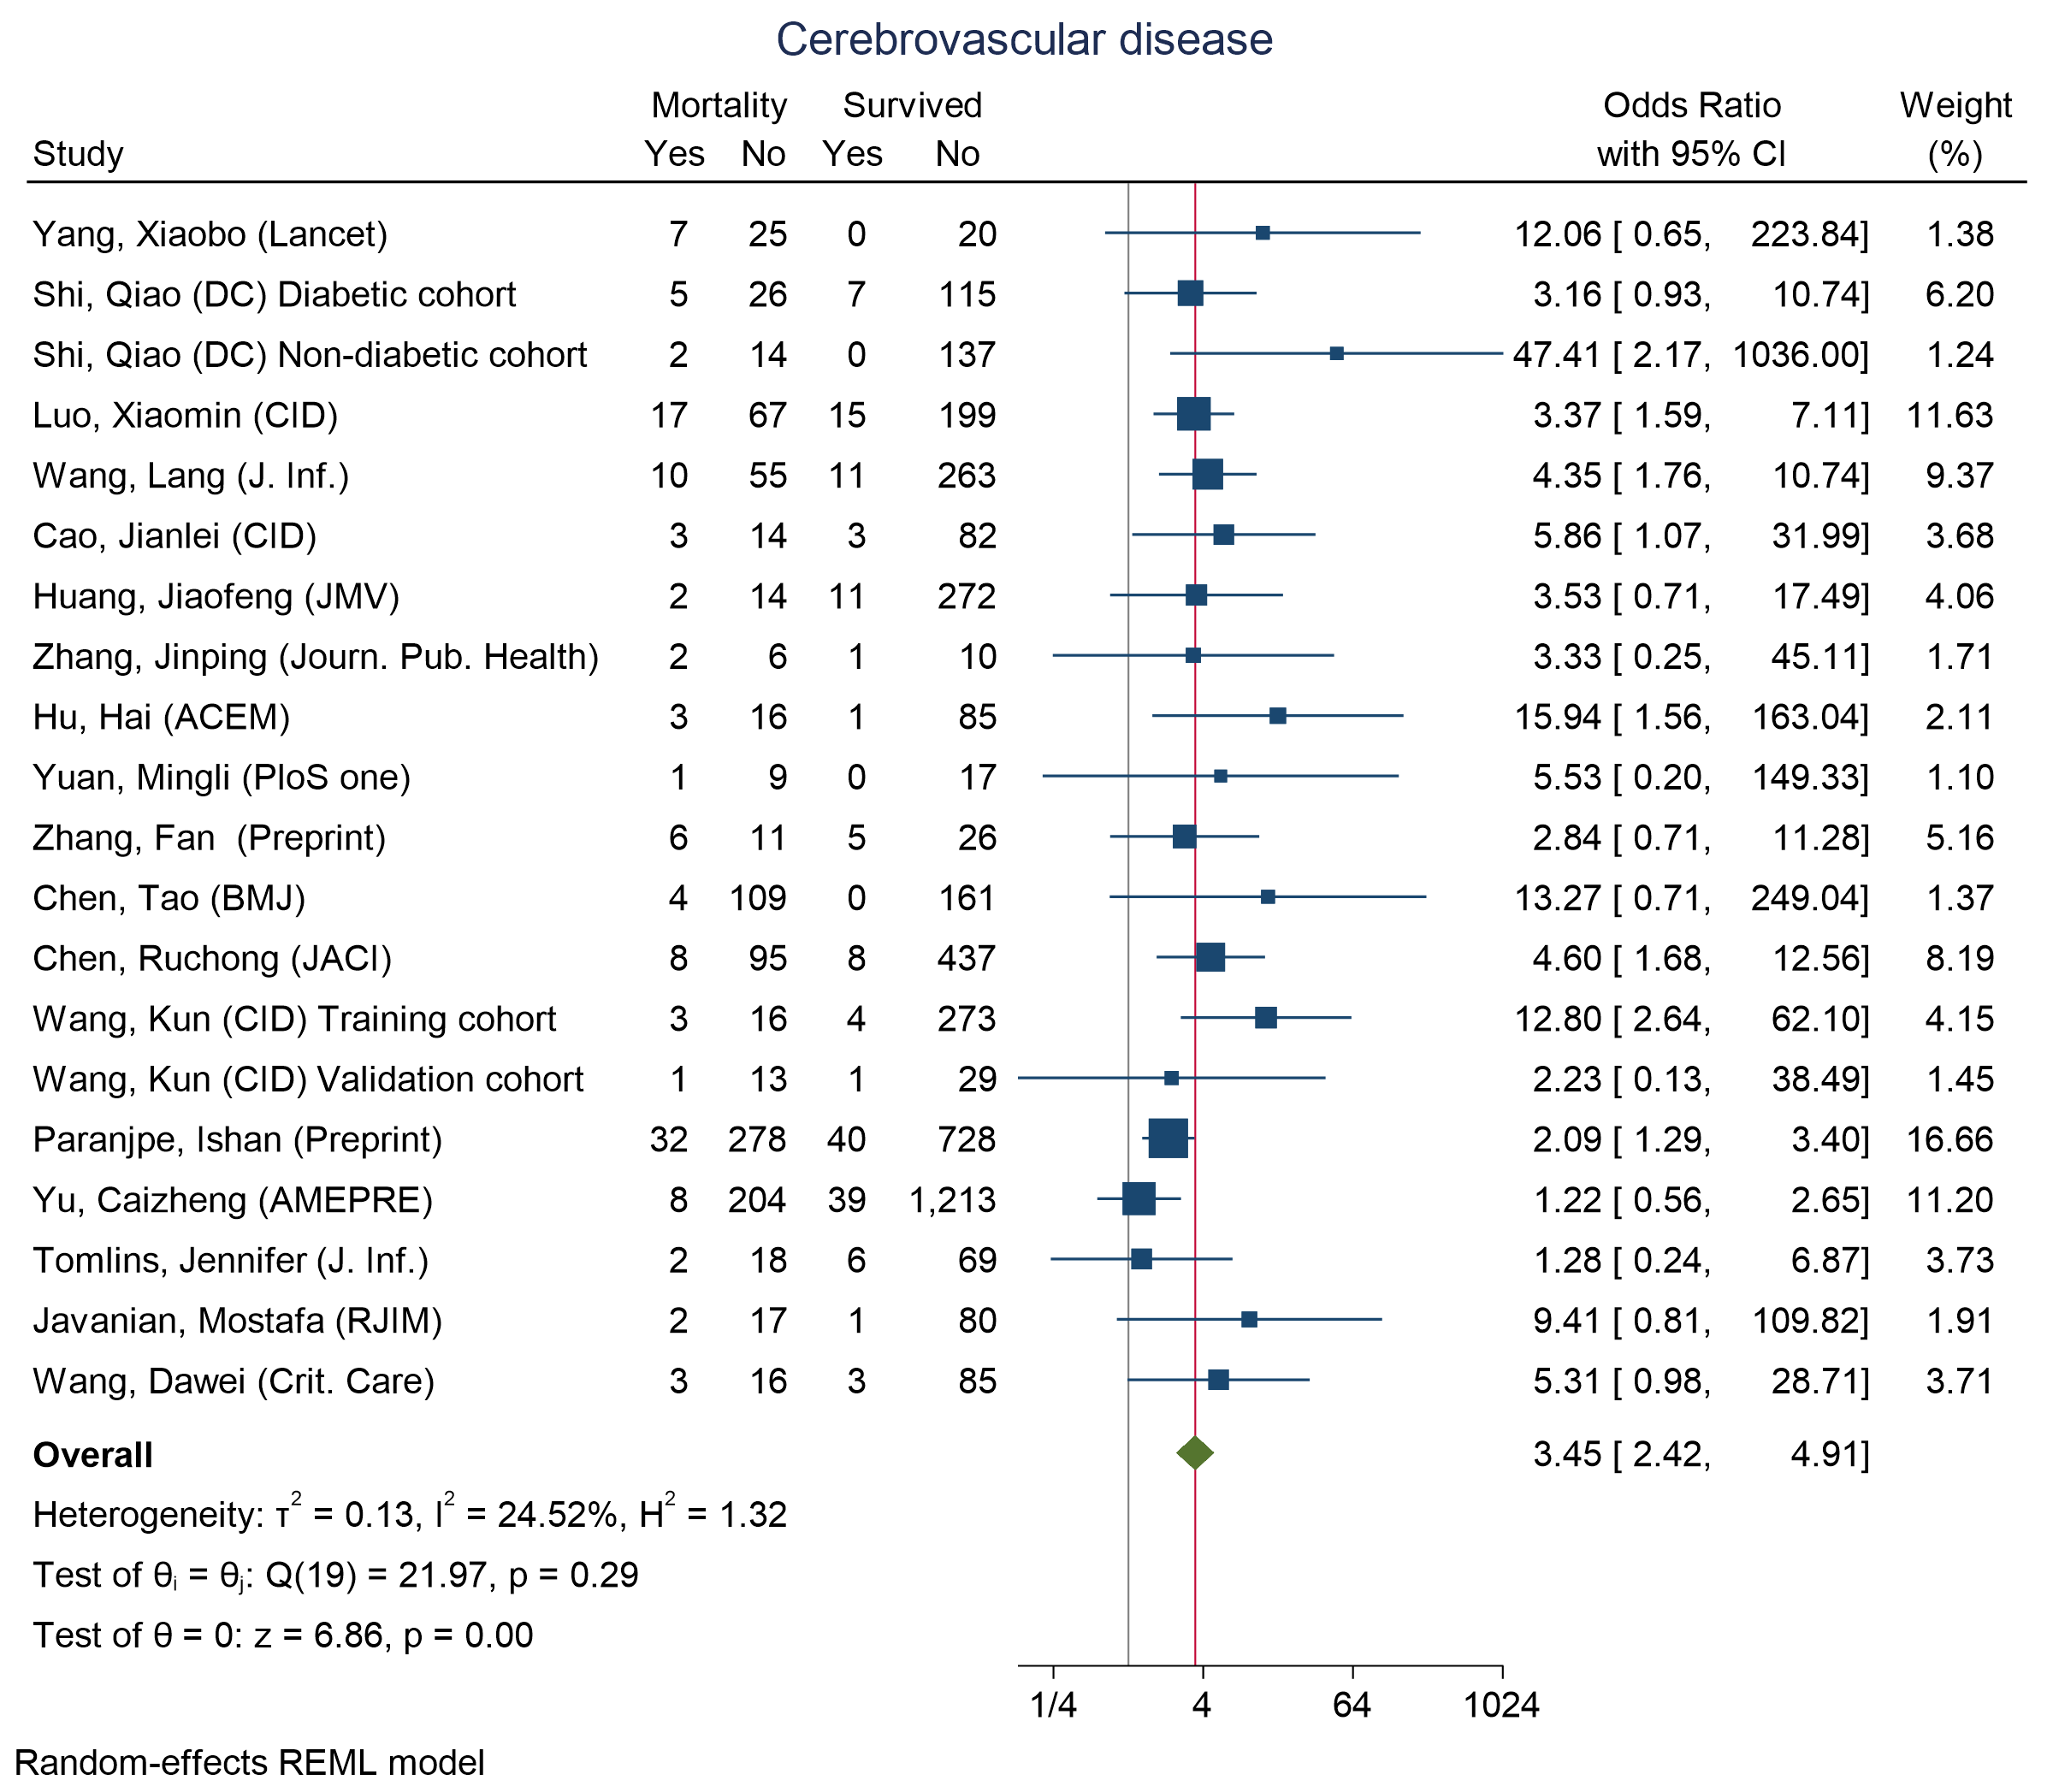 Cerebrovascular disease
Mortality Survived Odds Ratio Weight
Study Yes No Yes No with 95% CI (%)
Yang, Xiaobo (Lancet) 7 25 0 20 12.06 [ 0.65, 223.84] 1.38
Shi, Qiao (DC) Diabetic cohort 5 26 7 115 3.16 [ 0.93, 10.74] 6.20
Shi, Qiao (DC) Non-diabetic cohort 2 14 0 137 47.41 [ 2.17, 1036.00] 1.24
Luo, Xiaomin (CID) 17 67 15 199 3.37 [ 1.59, 7.11] 11.63
Wang, Lang (J. Inf.) 10 55 11 263 4.35 [ 1.76, 10.74] 9.37
Cao, Jianlei (CID) 3 14 3 82 5.86 [ 1.07, 31.99] 3.68
Huang, Jiaofeng (JMV) 2 14 11 272 3.53 [ 0.71, 17.49] 4.06
Zhang, Jinping (Journ. Pub. Health) 2 6 1 10 3.33 [ 0.25, 45.11] 1.71
Hu, Hai (ACEM) 3 16 1 85 15.94 [ 1.56, 163.04] 2.11
Yuan, Mingli (PloS one) 1 9 0 17 5.53 [ 0.20, 149.33] 1.10
Zhang, Fan (Preprint) 6 11 5 26 2.84 [ 0.71, 11.28] 5.16
Chen, Tao (BMJ) 4 109 0 161 13.27 [ 0.71, 249.04] 1.37
Chen, Ruchong (JACI) 8 95 8 437 4.60 [ 1.68, 12.56] 8.19
Wang, Kun (CID) Training cohort 3 16 4 273 12.80 [ 2.64, 62.10] 4.15
Wang, Kun (CID) Validation cohort 1 13 1 29 2.23 [ 0.13, 38.49] 1.45
Paranjpe, Ishan (Preprint) 32 278 40 728 2.09 [ 1.29, 3.40] 16.66
Yu, Caizheng (AMEPRE) 8 204 39 1,213 1.22 [ 0.56, 2.65] 11.20
Tomlins, Jennifer (J. Inf.) 2 18 6 69 1.28 [ 0.24, 6.87] 3.73
Javanian, Mostafa (RJIM) 2 17 1 80 9.41 [ 0.81, 109.82] 1.91
Wang, Dawei (Crit. Care) 3 16 3 85 5.31 [ 0.98, 28.71] 3.71
Overall 3.45 [ 2.42, 4.91]
Heterogeneity: τ² = 0.13, I² = 24.52%, H² = 1.32
Test of θᵢ = θⱼ: Q(19) = 21.97, p = 0.29
Test of θ = 0: z = 6.86, p = 0.00
1/4 4 64 1024
Random-effects REML model